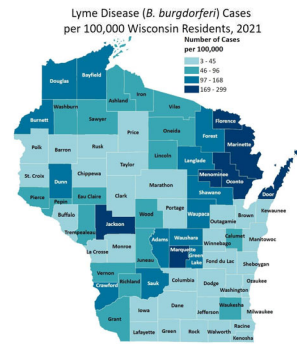 Lyme Disease (B. burgdorferi) Cases
per 100,000 Wisconsin Residents, 2021
Number of Cases
per 100,000
3 - 45
46 - 96
97 - 168
169 - 299
Douglas
Bayfield
Ashland
Iron
Vilas
Washburn
Sawyer
Burnett
Florence
Forest
Marinette
Oneida
Price
Polk
Barron
Rusk
Lincoln
Langlade
Taylor
Menominee
Oconto
St. Croix
Dunn
Chippewa
Marathon
Shawano
Door
Clark
Pierce
Pepin
Eau Claire
Kewaunee
Brown
Buffalo
Trempealeau
Jackson
Wood
Portage
Waupaca
Outagamie
Waushara
Winnebago
Calumet
Manitowoc
Monroe
La Crosse
Adams
Juneau
Marquette
Green
Lake
Fond du Lac
Sheboygan
Vernon
Richland
Sauk
Columbia
Dodge
Washington
Ozaukee
Crawford
Iowa
Dane
Jefferson
Waukesha
Milwaukee
Grant
Lafayette
Green
Rock
Walworth
Racine
Kenosha